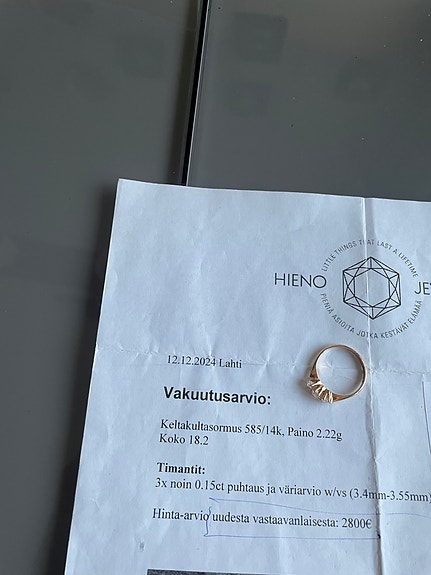 LITTLE THINGS THAT LAST A LIFETIME
HIENO JE
PIENIÄ ASIOITA JOTKA KESTÄVÄT ELÄMÄÄ
12.12.2024 Lahti
Vakuutusarvio:
Keltakultasormus 585/14k, Paino 2.22g
Koko 18.2
Timantit:
3x noin 0.15ct puhtaus ja väriarvio w/vs (3.4mm-3.55mm)
Hinta-arvio uudesta vastaavanlaisesta: 2800€